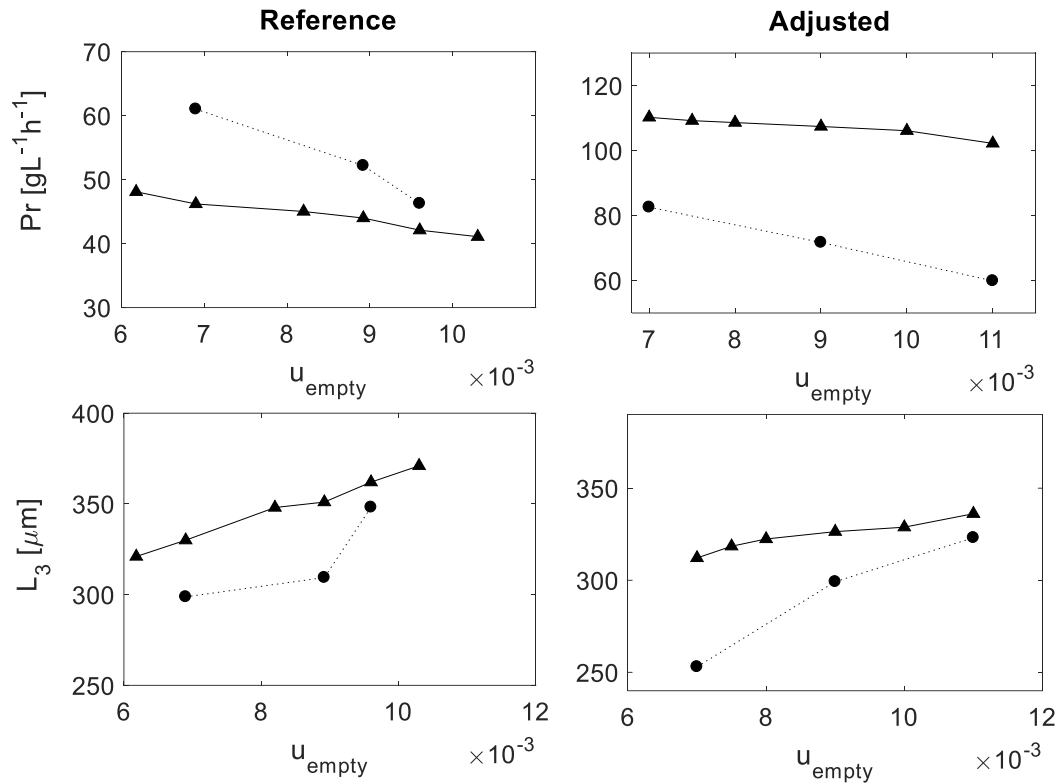 Reference
Adjusted
Pr [gL⁻¹h⁻¹]
70
60
50
40
30
6 7 8 9 10
u_empty ×10⁻³
120
100
80
60
7 8 9 10 11
u_empty ×10⁻³
L₃ [μm]
400
350
300
250
6 8 10 12
u_empty ×10⁻³
350
300
250
6 8 10 12
u_empty ×10⁻³